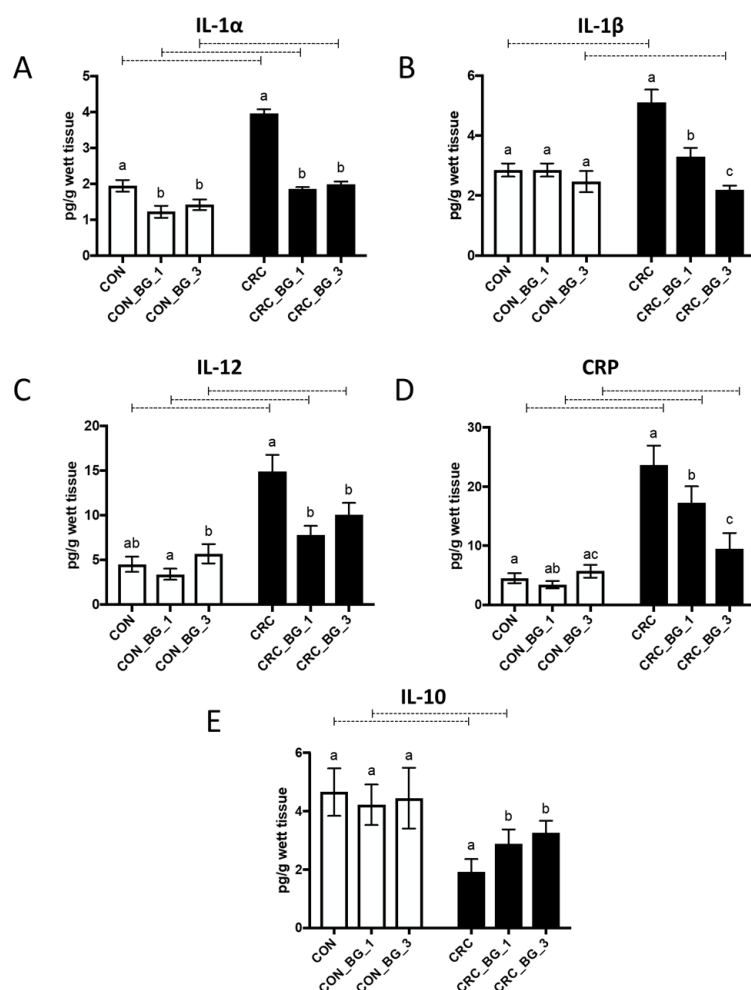 IL-1α
A
pg/g wett tissue
5
4
3
2
1
0
a
b
b
a
b
b
CON
CON_BG_1
CON_BG_3
CRC
CRC_BG_1
CRC_BG_3
IL-1β
B
pg/g wett tissue
6
4
2
0
a
a
a
a
b
c
CON
CON_BG_1
CON_BG_3
CRC
CRC_BG_1
CRC_BG_3
IL-12
C
pg/g wett tissue
20
15
10
5
0
ab
a
b
a
b
b
CON
CON_BG_1
CON_BG_3
CRC
CRC_BG_1
CRC_BG_3
CRP
D
pg/g wett tissue
30
20
10
0
a
ab
ac
a
b
c
CON
CON_BG_1
CON_BG_3
CRC
CRC_BG_1
CRC_BG_3
IL-10
E
pg/g wett tissue
6
4
2
0
a
a
a
a
b
b
CON
CON_BG_1
CON_BG_3
CRC
CRC_BG_1
CRC_BG_3